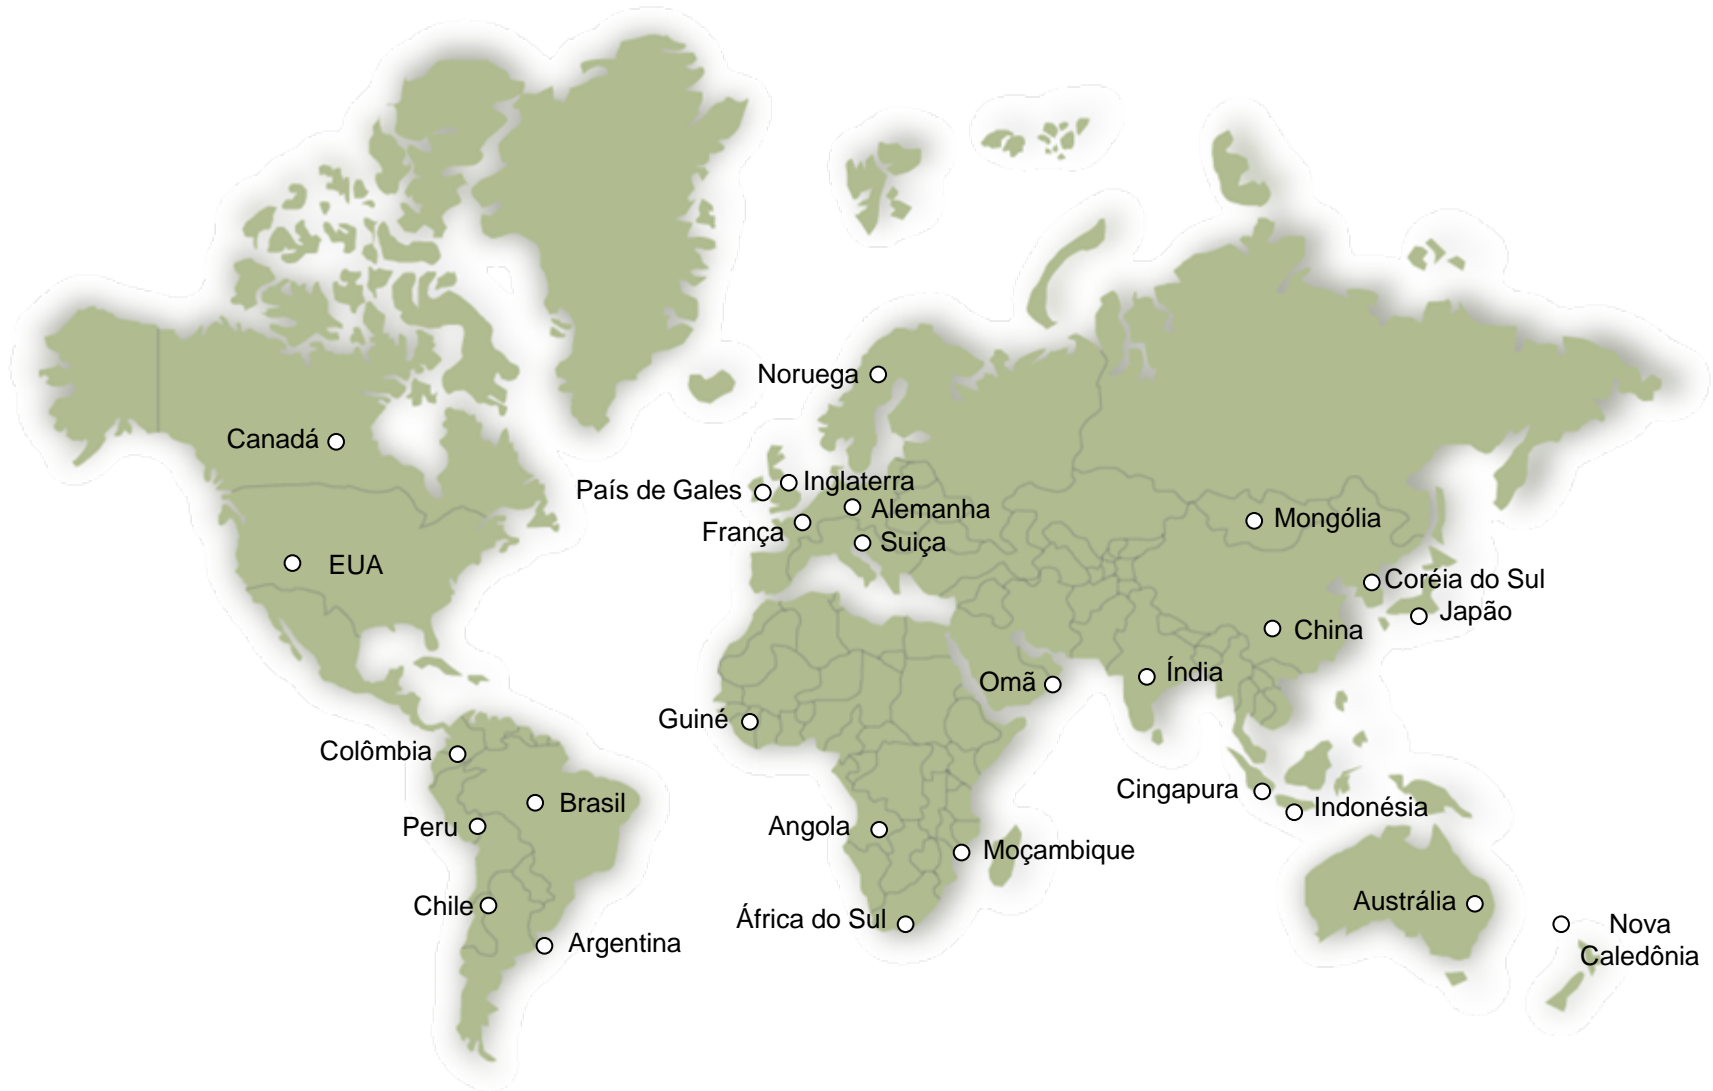 Noruega
Canadá
País de Gales
Inglaterra
Alemanha
França
Suiça
Mongólia
EUA
Coréia do Sul
Japão
China
Omã
Índia
Guiné
Colômbia
Cingapura
Brasil
Indonésia
Peru
Angola
Moçambique
Chile
Austrália
África do Sul
Argentina
Nova
Caledônia